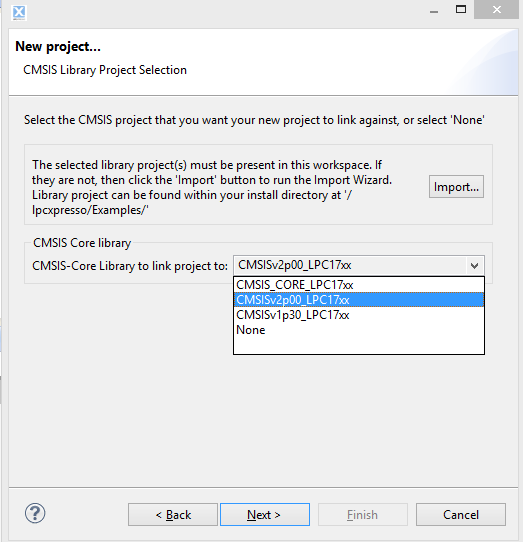 New project...
CMSIS Library Project Selection
Select the CMSIS project that you want your new project to link against, or select 'None'
The selected library project(s) must be present in this workspace. If
they are not, then click the 'Import' button to run the Import Wizard.
Library project can be found within your install directory at '/
lpcxpresso/Examples/'
Import...
CMSIS Core library
CMSIS-Core Library to link project to:
CMSISv2p00_LPC17xx
CMSIS_CORE_LPC17xx
CMSISv2p00_LPC17xx
CMSISv1p30_LPC17xx
None
?
< Back
Next >
Finish
Cancel